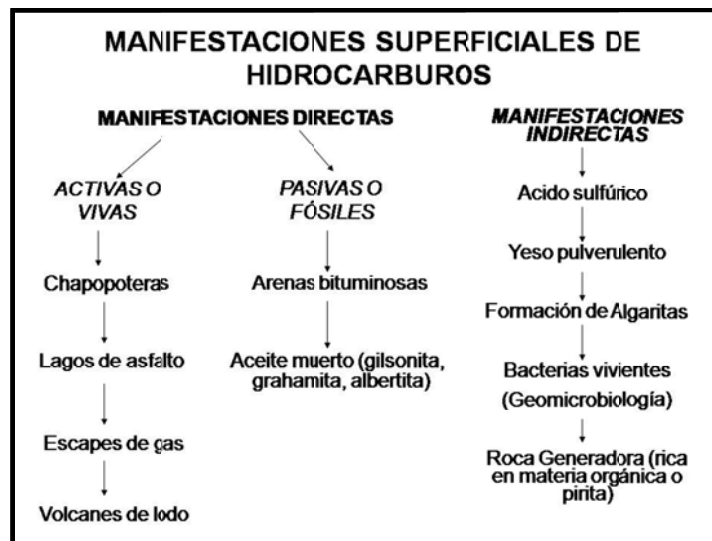 MANIFESTACIONES SUPERFICIALES DE
HIDROCARBUROS
MANIFESTACIONES DIRECTAS
ACTIVAS O
VIVAS
Chapopoteras
Lagos de asfalto
Escapes de gas
Volcanes de lodo
PASIVAS O
FÓSILES
Arenas bituminosas
Aceite muerto (gilsonita,
grahamita, albertita)
MANIFESTACIONES
INDIRECTAS
Acido sulfúrico
Yeso pulverulento
Formación de Algaritas
Bacterias vivientes
(Geomicrobiología)
Roca Generadora (rica
en materia orgánica o
pirita)